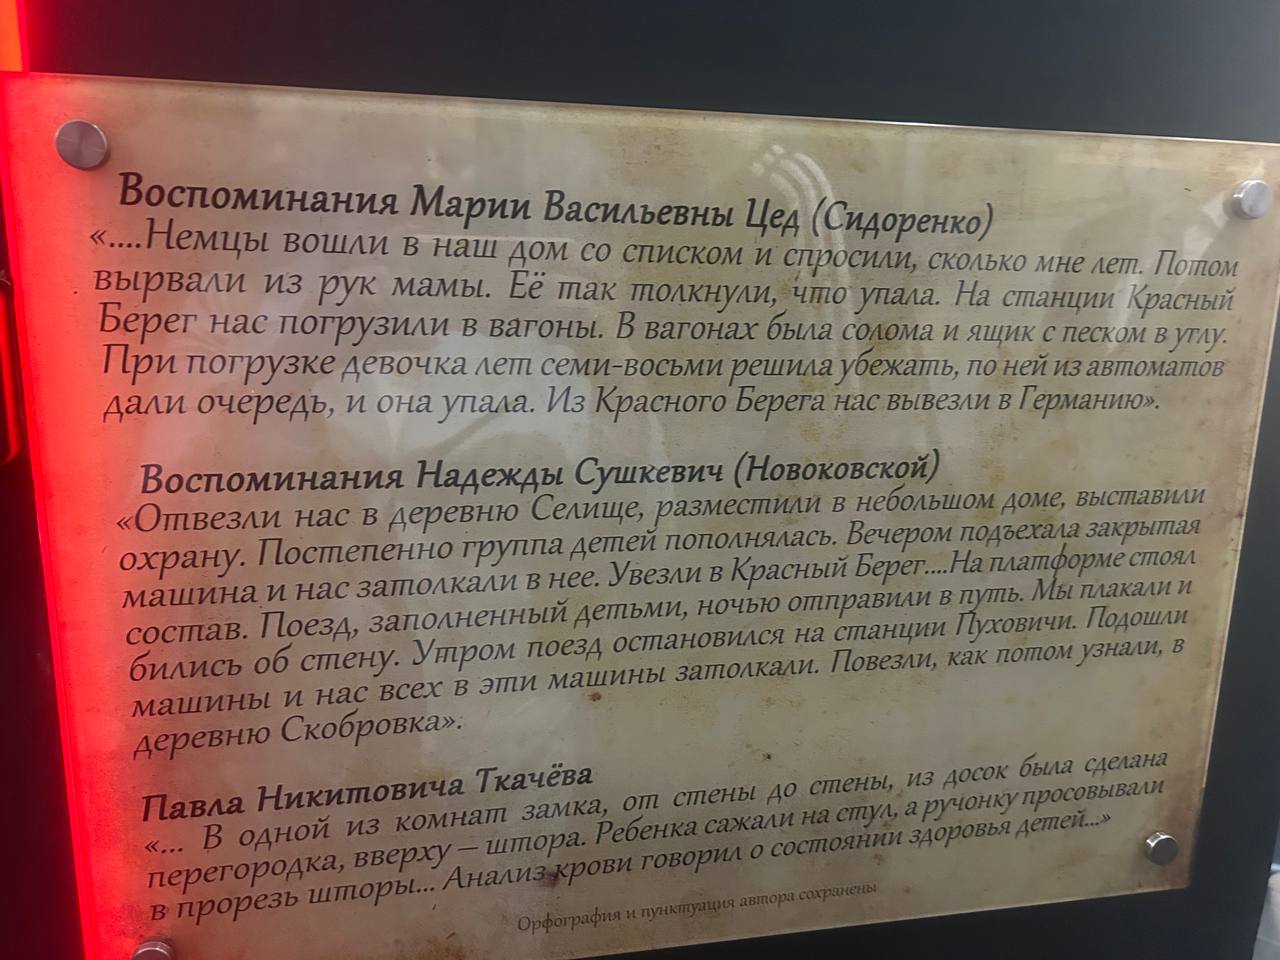 Воспоминания Марии Васильевны Цед (Сидоренко)
«....Немцы вошли в наш дом со списком и спросили, сколько мне лет. Потом
вырвали из рук мамы. Её так толкнули, что упала. На станции Красный
Берег нас погрузили в вагоны. В вагонах была солома и ящик с песком в углу.
При погрузке девочка лет семи-восьми решила убежать, по ней из автоматов
дали очередь, и она упала. Из Красного Берега нас вывезли в Германию».
Воспоминания Надежды Сушкевич (Новоковской)
«Отвезли нас в деревню Селище, разместили в небольшом доме, выставили
охрану. Постепенно группа детей пополнялась. Вечером подъехала закрытая
машина и нас затолкали в нее. Увезли в Красный Берег....На платформе стоял
состав. Поезд, заполненный детьми, ночью отправили в путь. Мы плакали и
бились об стену. Утром поезд остановился на станции Пуховичи. Подошли
машины и нас всех в эти машины затолкали. Повезли, как потом узнали, в
деревню Скобровка».
Павла Никитовича Ткачёва
«... В одной из комнат замка, от стены до стены, из досок была сделана
перегородка, вверху – штора. Ребенка сажали на стул, а ручонку просовывали
в прорезь шторы... Анализ крови говорил о состоянии здоровья детей...»
Орфография и пунктуация автора сохранены